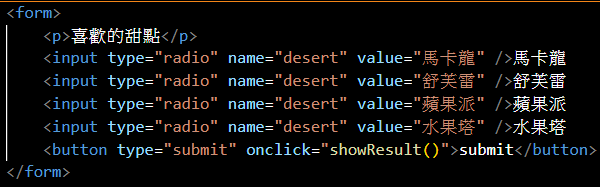 <form>
<p>喜歡的甜點</p>
<input type="radio" name="desert" value="馬卡龍" />馬卡龍
<input type="radio" name="desert" value="舒芙雷" />舒芙雷
<input type="radio" name="desert" value="蘋果派" />蘋果派
<input type="radio" name="desert" value="水果塔" />水果塔
<button type="submit" onclick="showResult()">submit</button>
</form>